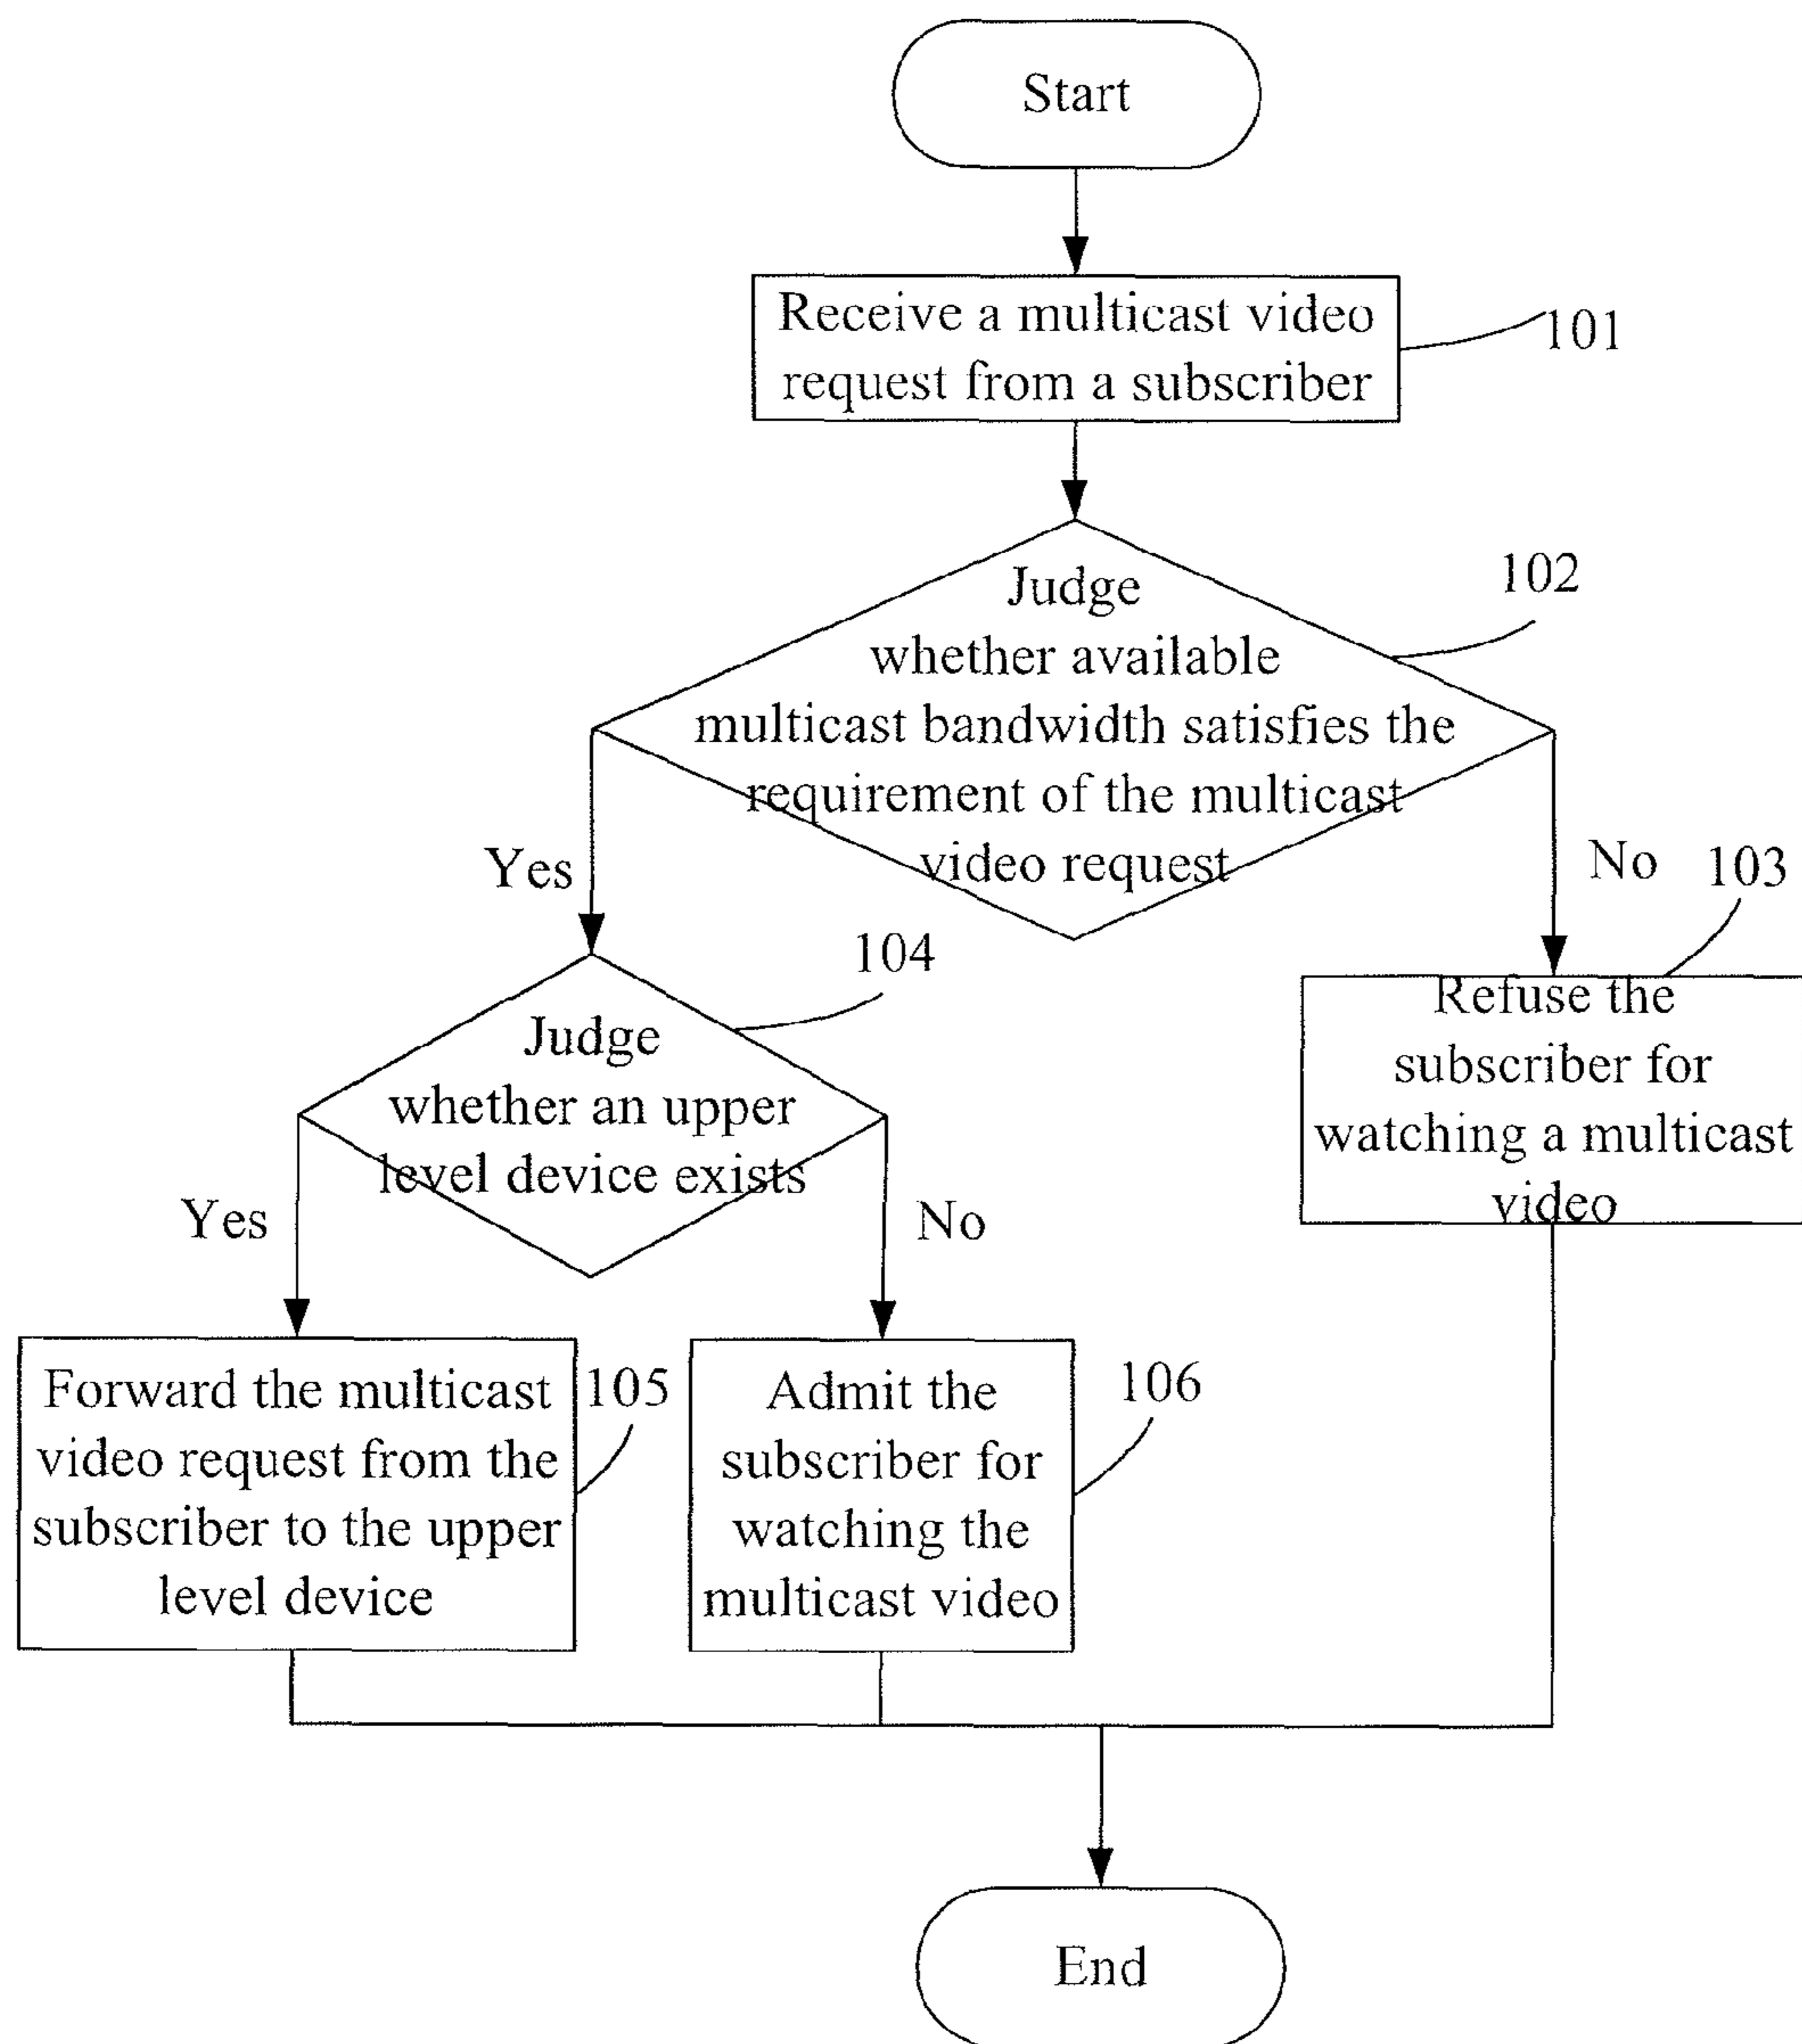 Start
Receive a multicast video
request from a subscriber
101
Judge
whether available
multicast bandwidth satisfies the
requirement of the multicast
video request
102
Yes
No
103
Refuse the
subscriber for
watching a multicast
video
104
Judge
whether an upper
level device exists
Yes
No
Forward the multicast
video request from the
subscriber to the upper
level device
105
Admit the
subscriber for
watching the
multicast video
106
End